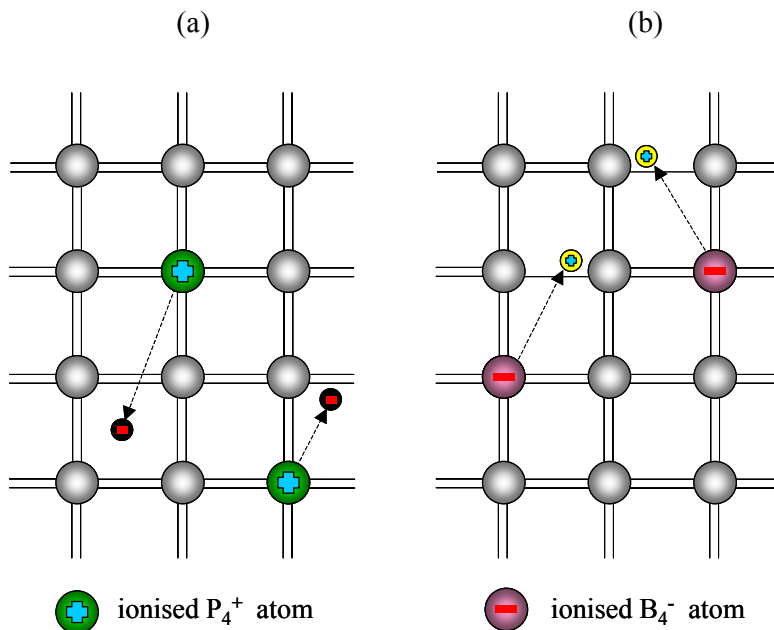 (a) (b)
ionised P₄⁺ atom ionised B₄⁻ atom